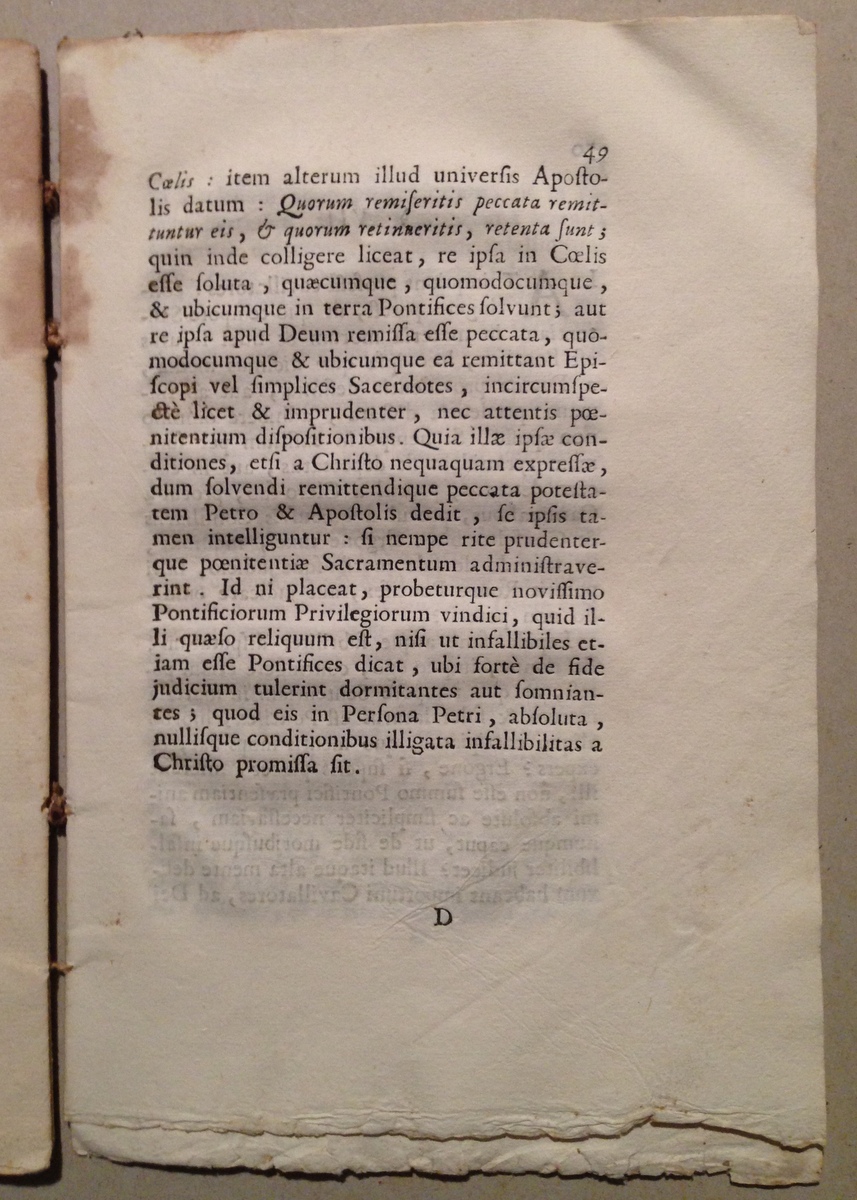 49
Cœlis : item alterum illud universis Aposto-
lis datum : Quorum remiſeritis peccata remit-
tuntur eis, & quorum retinueritis, retenta ſunt ;
quin inde colligere liceat, re ipſa in Cœlis
eſſe ſoluta , quæcumque , quomodocumque ,
& ubicumque in terra Pontifices ſolvunt ; aut
re ipſa apud Deum remiſſa eſſe peccata, quo-
modocumque & ubicumque ea remittant Epi-
ſcopi vel ſimplices Sacerdotes , incircumſpe-
ctè licet & imprudenter , nec attentis pœ-
nitentium diſpoſitionibus. Quia illæ ipſæ con-
ditiones, etſi a Chriſto nequaquam expreſſæ,
dum ſolvendi remittendique peccata poteſta-
tem Petro & Apoſtolis dedit , ſe ipſis ta-
men intelliguntur : ſi nempe rite prudenter-
que pœnitentiæ Sacramentum adminiſtrave-
rint . Id ni placeat, probeturque noviſſimo
Pontificiorum Privilegiorum vindici, quid il-
li quæſo reliquum eſt, niſi ut infallibiles et-
iam eſſe Pontifices dicat , ubi fortè de fide
judicium tulerint dormitantes aut ſomnian-
tes ; quod eis in Perſona Petri , abſoluta ,
nulliſque conditionibus illigata infallibilitas a
Chriſto promiſſa ſit.
D